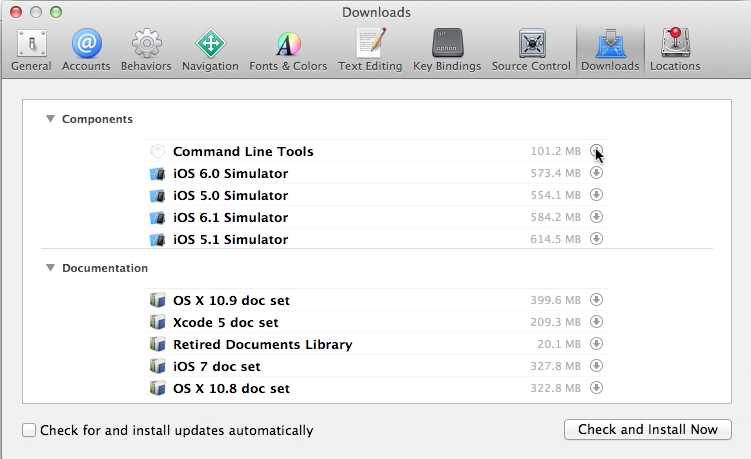 Downloads
General Accounts Behaviors Navigation Fonts & Colors Text Editing Key Bindings Source Control Downloads Locations
Components
Command Line Tools 101.2 MB
iOS 6.0 Simulator 573.4 MB
iOS 5.0 Simulator 554.1 MB
iOS 6.1 Simulator 584.2 MB
iOS 5.1 Simulator 614.5 MB
Documentation
OS X 10.9 doc set 399.6 MB
Xcode 5 doc set 209.3 MB
Retired Documents Library 20.1 MB
iOS 7 doc set 327.8 MB
OS X 10.8 doc set 322.8 MB
Check for and install updates automatically Check and Install Now